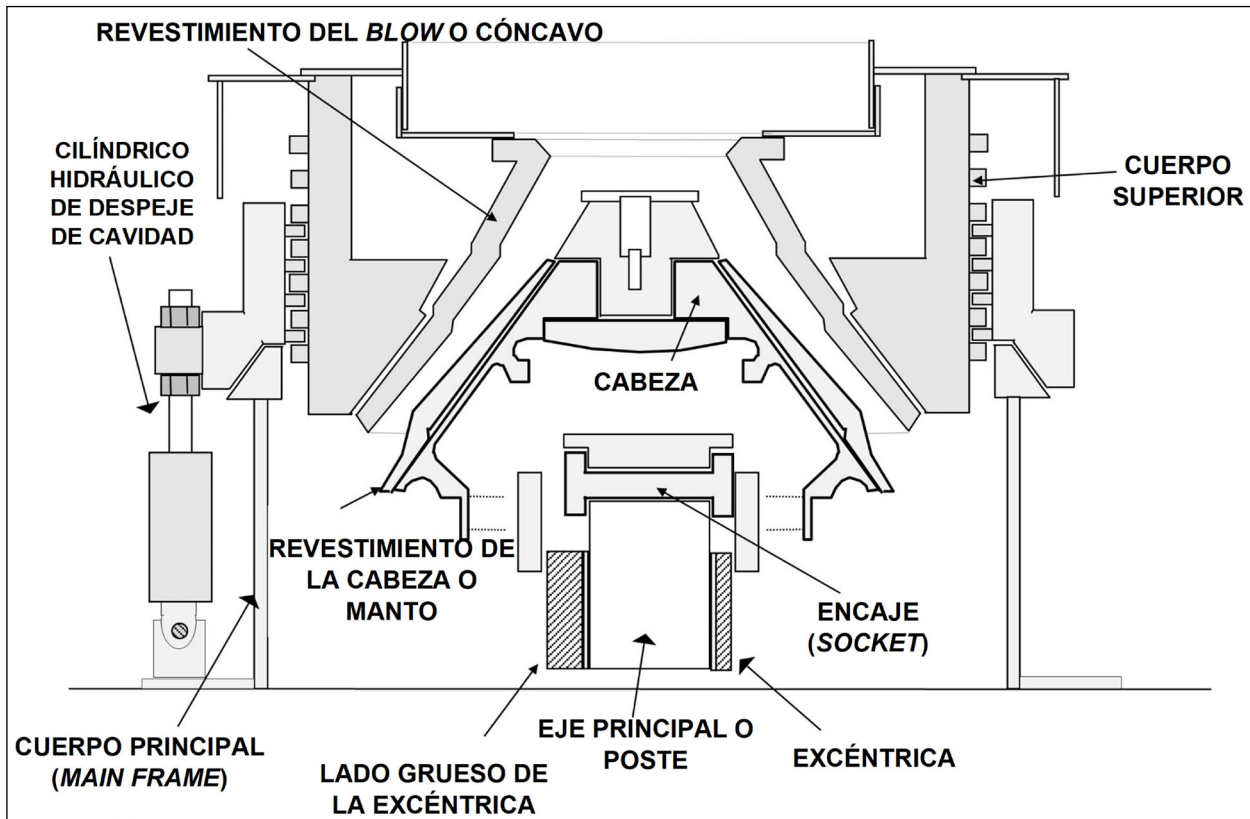 REVESTIMIENTO DEL BLOW O CÓNCAVO
CILÍNDRICO
HIDRÁULICO
DE DESPEJE
DE CAVIDAD
CUERPO
SUPERIOR
CABEZA
REVESTIMIENTO DE
LA CABEZA O
MANTO
ENCAJE
(SOCKET)
EJE PRINCIPAL O
POSTE
EXCÉNTRICA
CUERPO PRINCIPAL
(MAIN FRAME)
LADO GRUESO DE
LA EXCÉNTRICA